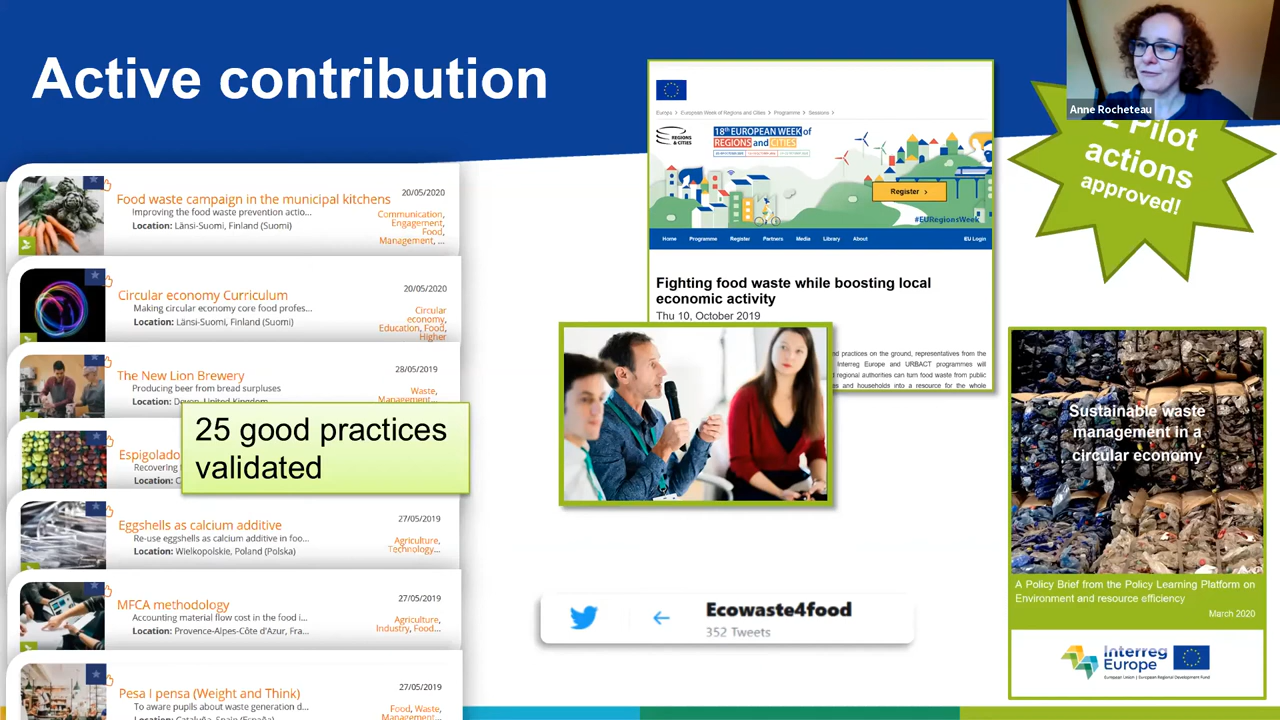 Active contribution
Food waste campaign in the municipal kitchens
20/05/2020
!mproving the food waste prevention actio...
Location: Länsi-Suomi, Finland (Suomi)
Communication,
Engagement,
Food,
Management, ...
Circular economy Curriculum
20/05/2020
Making circular economy core food profes...
Location: Länsi-Suomi, Finland (Suomi)
Circular
economy,
Education, Food,
Higher
The New Lion Brewery
28/05/2019
Producing beer from bread surpluses
Location: Devon, United Kingdom
Waste,
Management...
25 good practices
validated
Espigolado
Recovering
Location: C
Eggshells as calcium additive
27/05/2019
Re-use eggshells as calcium additive in foo...
Location: Wielkopolskie, Poland (Polska)
Agriculture,
Technology...
MFCA methodology
27/05/2019
Accounting material flow cost in the food i...
Location: Provence-Alpes-Côte d'Azur, Fra...
Agriculture,
Industry, Food...
Pesa I pensa (Weight and Think)
27/05/2019
To aware pupils about waste generation d...
Location: Cataluña, Spain (España)
Food, Waste,
Management...
Europa > European Week of Regions and Cities > Programme > Sessions >
REGIONS
& CITIES
18th EUROPEAN WEEK of
REGIONS and CITIES
Register >
#EURegionsWeek
Home Programme Register Partners Media Library About EU Login
Fighting food waste while boosting local
economic activity
Thu 10, October 2019
nd practices on the ground, representatives from the
Interreg Europe and URBACT programmes will
d regional authorities can turn food waste from public
es and households into a resource for the whole
Ecowaste4food
352 Tweets
Anne Rocheteau
2 Pilot
actions
approved!
Sustainable waste
management in a
circular economy
A Policy Brief from the Policy Learning Platform on
Environment and resource efficiency
March 2020
Interreg
Europe
European Union | European Regional Development Fund